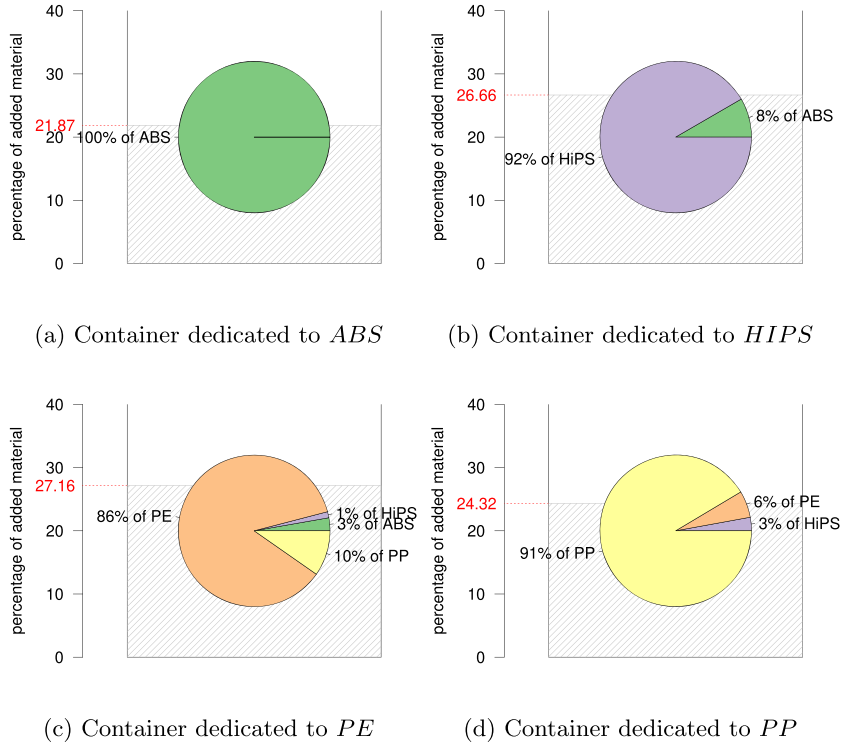 percentage of added material
40
30
21.87
20
10
0
100% of ABS
(a) Container dedicated to ABS
percentage of added material
40
30
26.66
20
10
0
8% of ABS
92% of HiPS
(b) Container dedicated to HIPS
percentage of added material
40
30
27.16
20
10
0
86% of PE
1% of HiPS
3% of ABS
10% of PP
(c) Container dedicated to PE
percentage of added material
40
30
24.32
20
10
0
6% of PE
3% of HiPS
91% of PP
(d) Container dedicated to PP